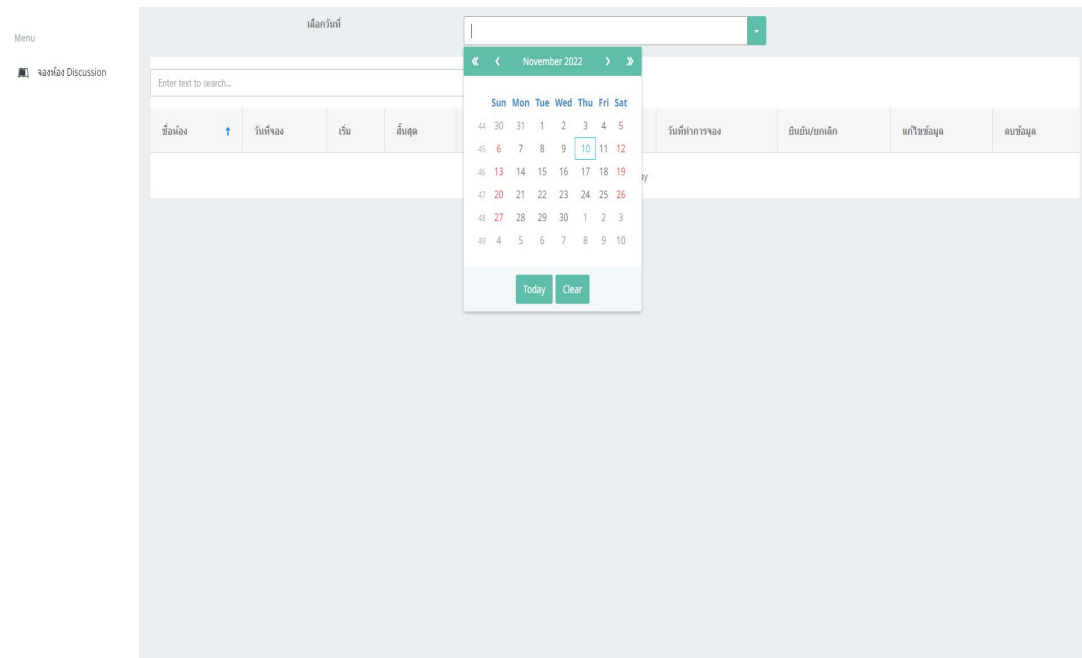 เลือกวันที่
Menu
จองห้อง Discussion
« ‹ November 2022 › »
Enter text to search...
Sun Mon Tue Wed Thu Fri Sat
44 30 31 1 2 3 4 5
ชื่อห้อง ↑ วันที่จอง เริ่ม สิ้นสุด วันที่ทำการจอง ยืนยัน/ยกเลิก แก้ไขข้อมูล ลบข้อมูล
45 6 7 8 9 10 11 12
46 13 14 15 16 17 18 19
47 20 21 22 23 24 25 26
48 27 28 29 30 1 2 3
49 4 5 6 7 8 9 10
Today Clear